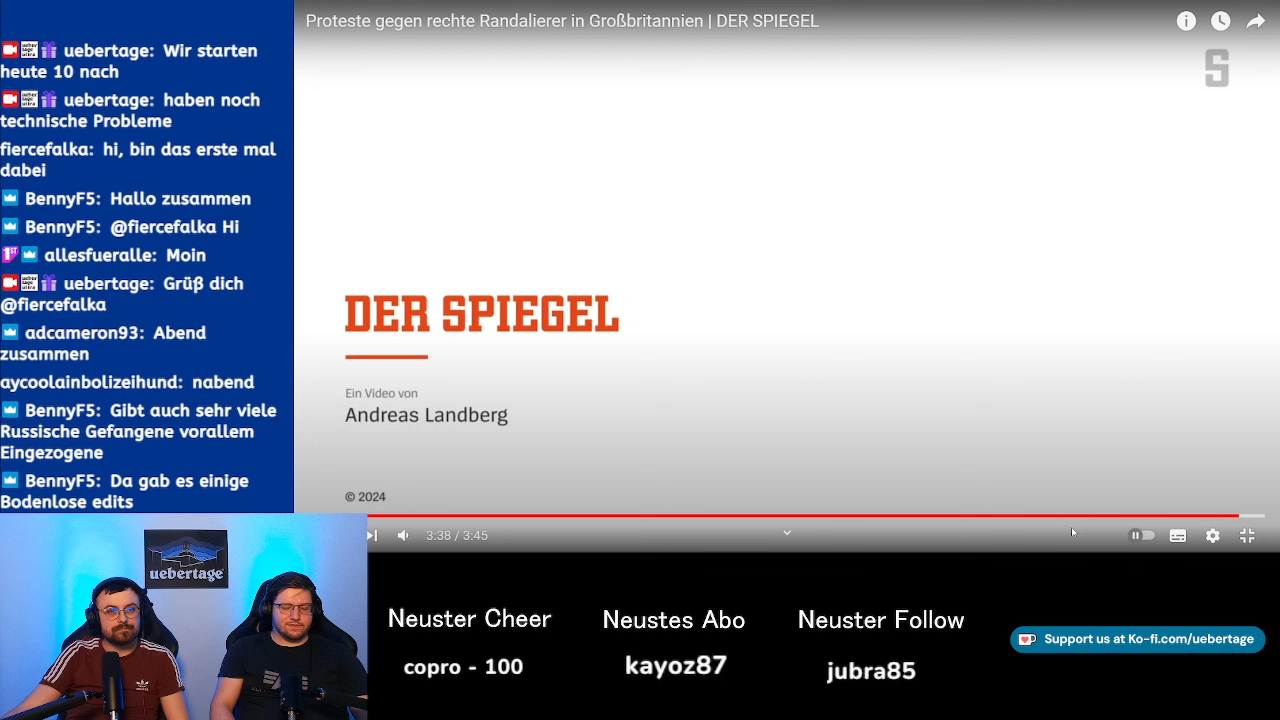 uebertage: Wir starten
heute 10 nach
uebertage: haben noch
technische Probleme
fiercefalka: hi, bin das erste mal
dabei
BennyF5: Hallo zusammen
BennyF5: @fiercefalka Hi
1ST allesfueralle: Moin
uebertage: Grüß dich
@fiercefalka
adcameron93: Abend
zusammen
aycoolainbolizeihund: nabend
BennyF5: Gibt auch sehr viele
Russische Gefangene vorallem
Eingezogene
BennyF5: Da gab es einige
Bodenlose edits
Proteste gegen rechte Randalierer in Großbritannien | DER SPIEGEL
S
DER SPIEGEL
Ein Video von
Andreas Landberg
© 2024
3:38 / 3:45
uebertage
Neuster Cheer
copro - 100
Neustes Abo
kayoz87
Neuster Follow
jubra85
Support us at Ko-fi.com/uebertage
adidas